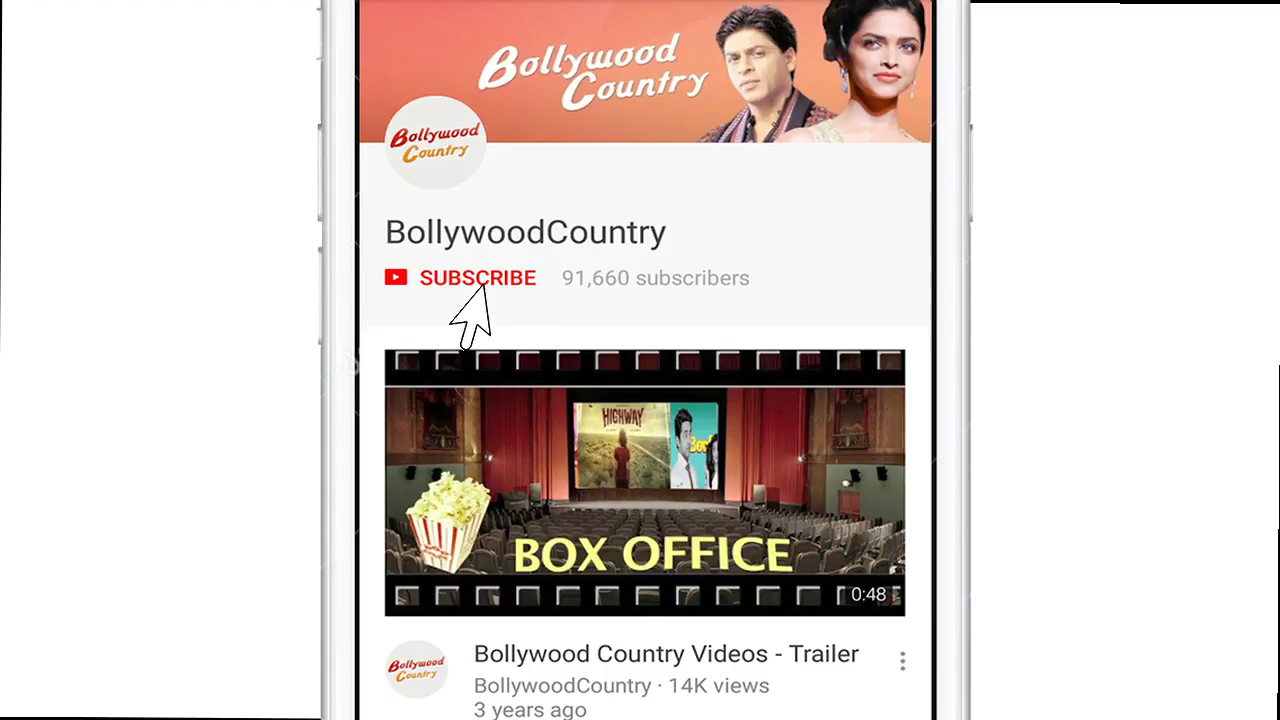 Bollywood
Country
Bollywood
Country
BollywoodCountry
SUBSCRIBE 91,660 subscribers
HIGHWAY
BOX OFFICE
0:48
Bollywood Country Videos - Trailer
Bollywood
Country
BollywoodCountry · 14K views
3 years ago